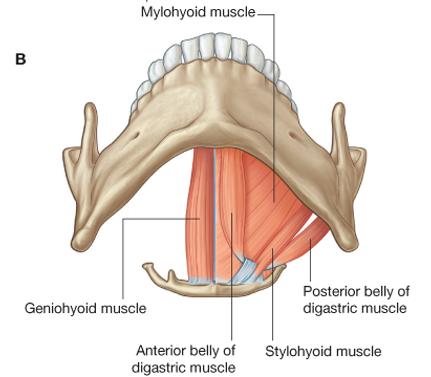 Mylohyoid muscle
B
Geniohyoid muscle
Posterior belly of
digastric muscle
Anterior belly of
digastric muscle
Stylohyoid muscle